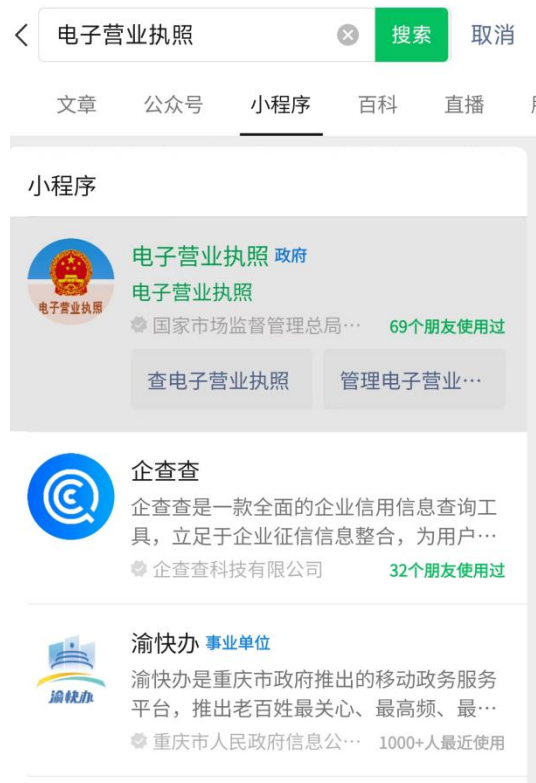 电子营业执照
搜索
取消
文章
公众号
小程序
百科
直播
小程序
电子营业执照
电子营业执照 政府
电子营业执照
国家市场监督管理总局… 69个朋友使用过
查电子营业执照
管理电子营业…
企查查
企查查是一款全面的企业信用信息查询工
具，立足于企业征信信息整合，为用户…
企查查科技有限公司 32个朋友使用过
渝快办
渝快办 事业单位
渝快办是重庆市政府推出的移动政务服务
平台，推出老百姓最关心、最高频、最…
重庆市人民政府信息公… 1000+人最近使用